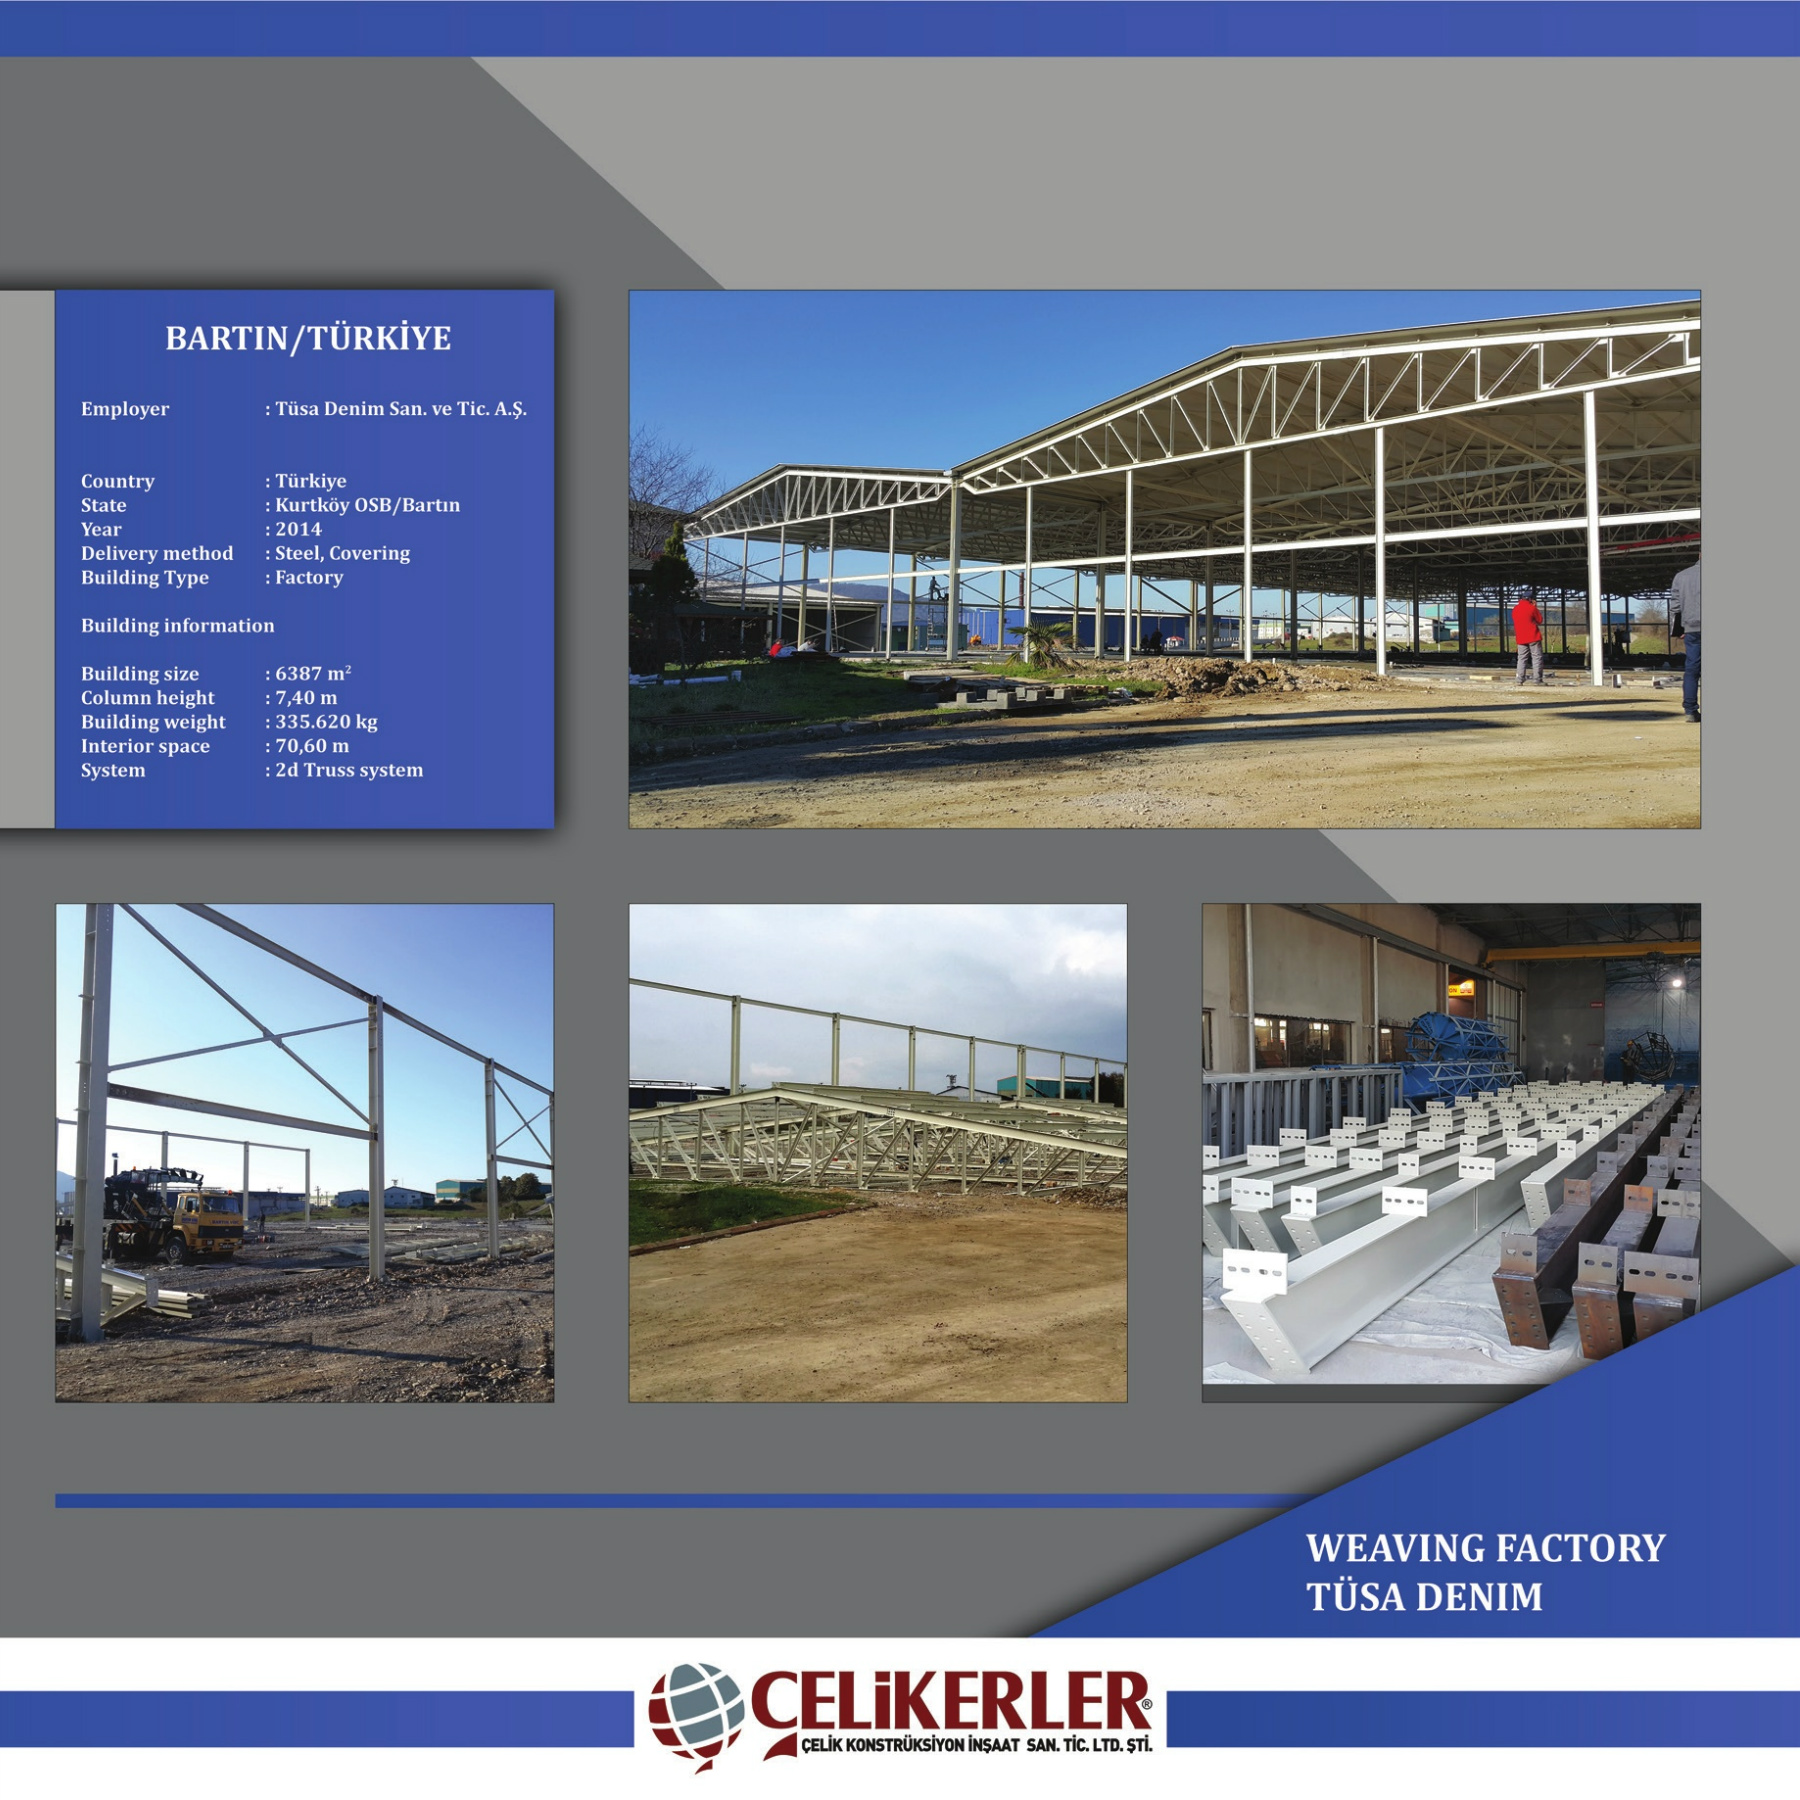 BARTIN/TÜRKİYE
Employer : Tüsa Denim San. ve Tic. A.Ş.
Country : Türkiye
State : Kurtköy OSB/Bartın
Year : 2014
Delivery method : Steel, Covering
Building Type : Factory
Building information
Building size : 6387 m²
Column height : 7,40 m
Building weight : 335.620 kg
Interior space : 70,60 m
System : 2d Truss system
WEAVING FACTORY
TÜSA DENIM
ÇELiKERLER®
ÇELİK KONSTRÜKSİYON İNŞAAT SAN. TİC. LTD. ŞTİ.